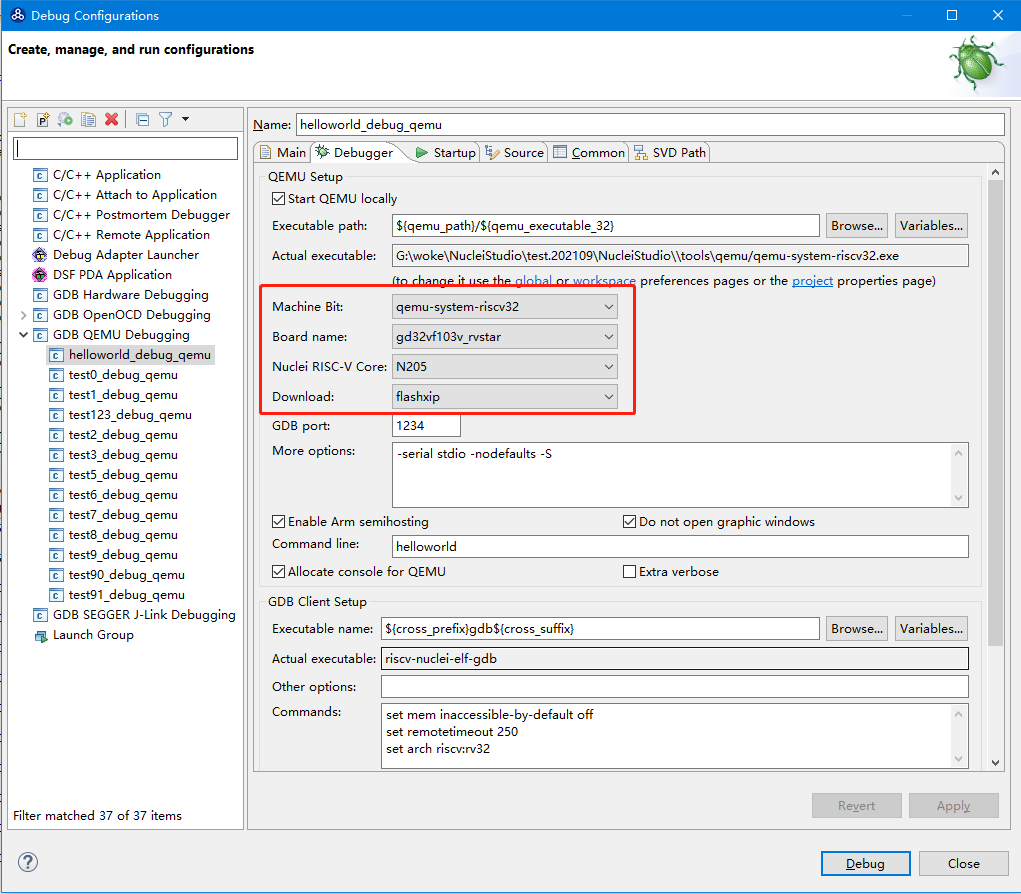 Debug Configurations
Create, manage, and run configurations
Name: helloworld_debug_qemu
Main Debugger Startup Source Common SVD Path
C/C++ Application
C/C++ Attach to Application
C/C++ Postmortem Debugger
C/C++ Remote Application
Debug Adapter Launcher
DSF PDA Application
GDB Hardware Debugging
GDB OpenOCD Debugging
GDB QEMU Debugging
helloworld_debug_qemu
test0_debug_qemu
test1_debug_qemu
test123_debug_qemu
test2_debug_qemu
test3_debug_qemu
test5_debug_qemu
test6_debug_qemu
test7_debug_qemu
test8_debug_qemu
test9_debug_qemu
test90_debug_qemu
test91_debug_qemu
GDB SEGGER J-Link Debugging
Launch Group
Filter matched 37 of 37 items
QEMU Setup
Start QEMU locally
Executable path: ${qemu_path}/${qemu_executable_32} Browse... Variables...
Actual executable: G:\woke\NucleiStudio\test.202109\NucleiStudio\\tools\qemu/qemu-system-riscv32.exe
(to change it use the global or workspace preferences pages or the project properties page)
Machine Bit: qemu-system-riscv32
Board name: gd32vf103v_rvstar
Nuclei RISC-V Core: N205
Download: flashxip
GDB port: 1234
More options: -serial stdio -nodefaults -S
Enable Arm semihosting Do not open graphic windows
Command line: helloworld
Allocate console for QEMU Extra verbose
GDB Client Setup
Executable name: ${cross_prefix}gdb${cross_suffix} Browse... Variables...
Actual executable: riscv-nuclei-elf-gdb
Other options:
Commands: set mem inaccessible-by-default off
set remotetimeout 250
set arch riscv:rv32
Revert Apply
Debug Close